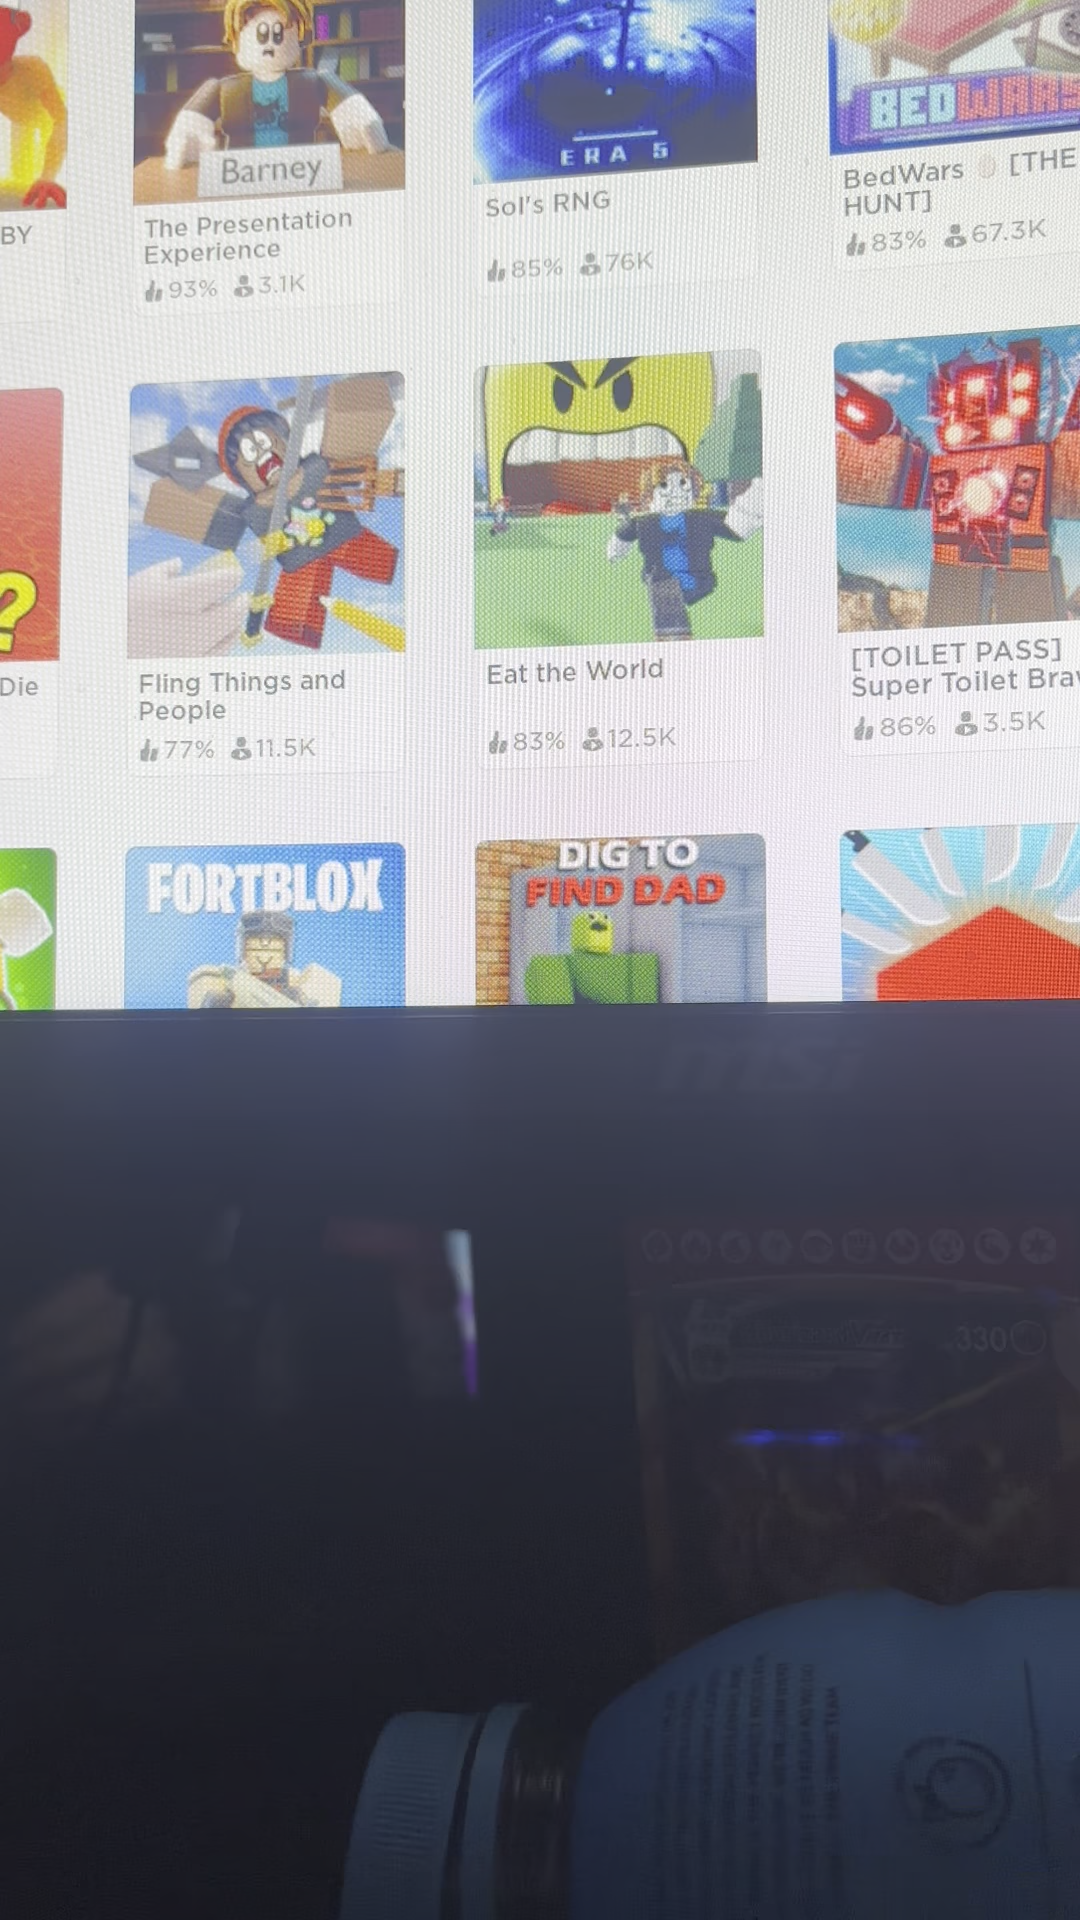 Barney
ERA 5
BEDWARS
BY
The Presentation
Experience
93% 3.1K
Sol's RNG
85% 76K
BedWars [THE
HUNT]
83% 67.3K
?
Die
Fling Things and
People
77% 11.5K
Eat the World
83% 12.5K
[TOILET PASS]
Super Toilet Braw
86% 3.5K
FORTBLOX
DIG TO
FIND DAD
msi
330